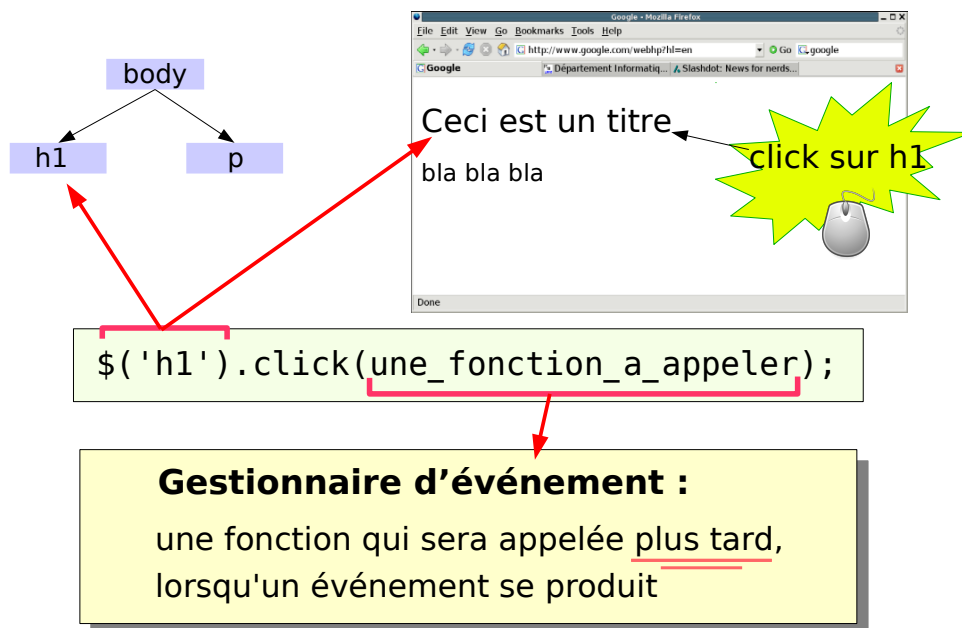 body
h1
p
Google - Mozilla Firefox
File Edit View Go Bookmarks Tools Help
http://www.google.com/webhp?hl=en
Go
google
Google
Département Informatiq...
Slashdot: News for nerds...
Ceci est un titre
click sur h1
bla bla bla
Done
$('h1').click(une_fonction_a_appeler);
Gestionnaire d’événement :
une fonction qui sera appelée plus tard,
lorsqu'un événement se produit